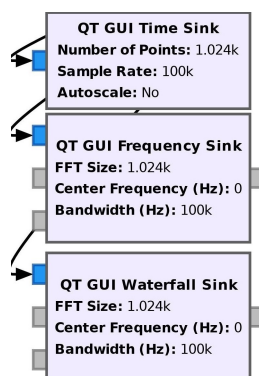 QT GUI Time Sink
Number of Points: 1.024k
Sample Rate: 100k
Autoscale: No
QT GUI Frequency Sink
FFT Size: 1.024k
Center Frequency (Hz): 0
Bandwidth (Hz): 100k
QT GUI Waterfall Sink
FFT Size: 1.024k
Center Frequency (Hz): 0
Bandwidth (Hz): 100k